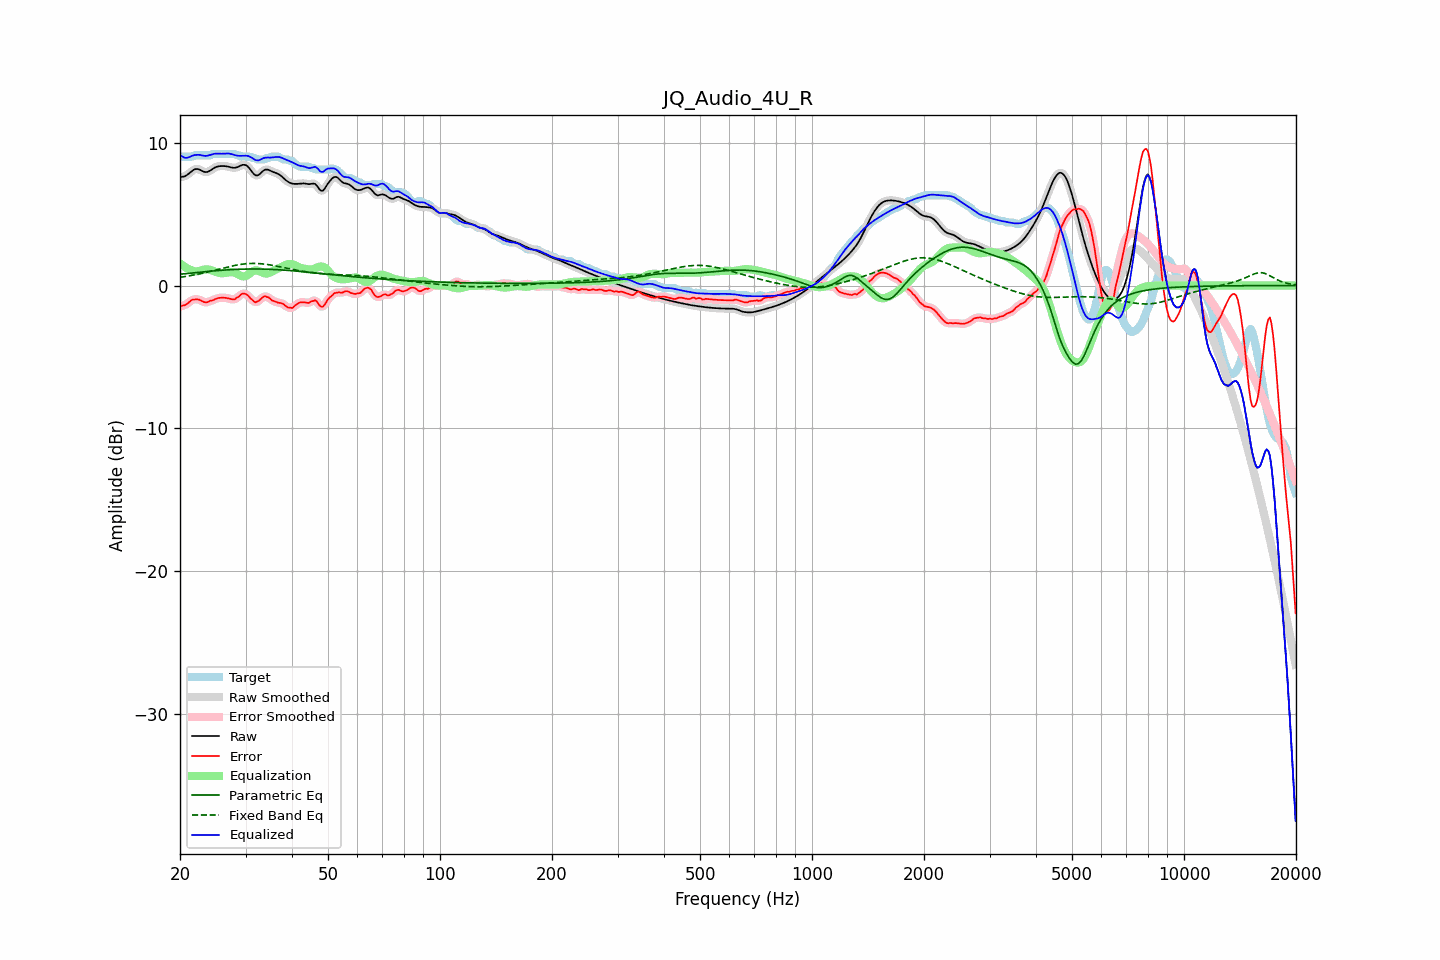 JQ_Audio_4U_R
10
0
−10
−20
−30
Amplitude (dBr)
Target
Raw Smoothed
Error Smoothed
Raw
Error
Equalization
Parametric Eq
Fixed Band Eq
Equalized
20 50 100 200 500 1000 2000 5000 10000 20000
Frequency (Hz)